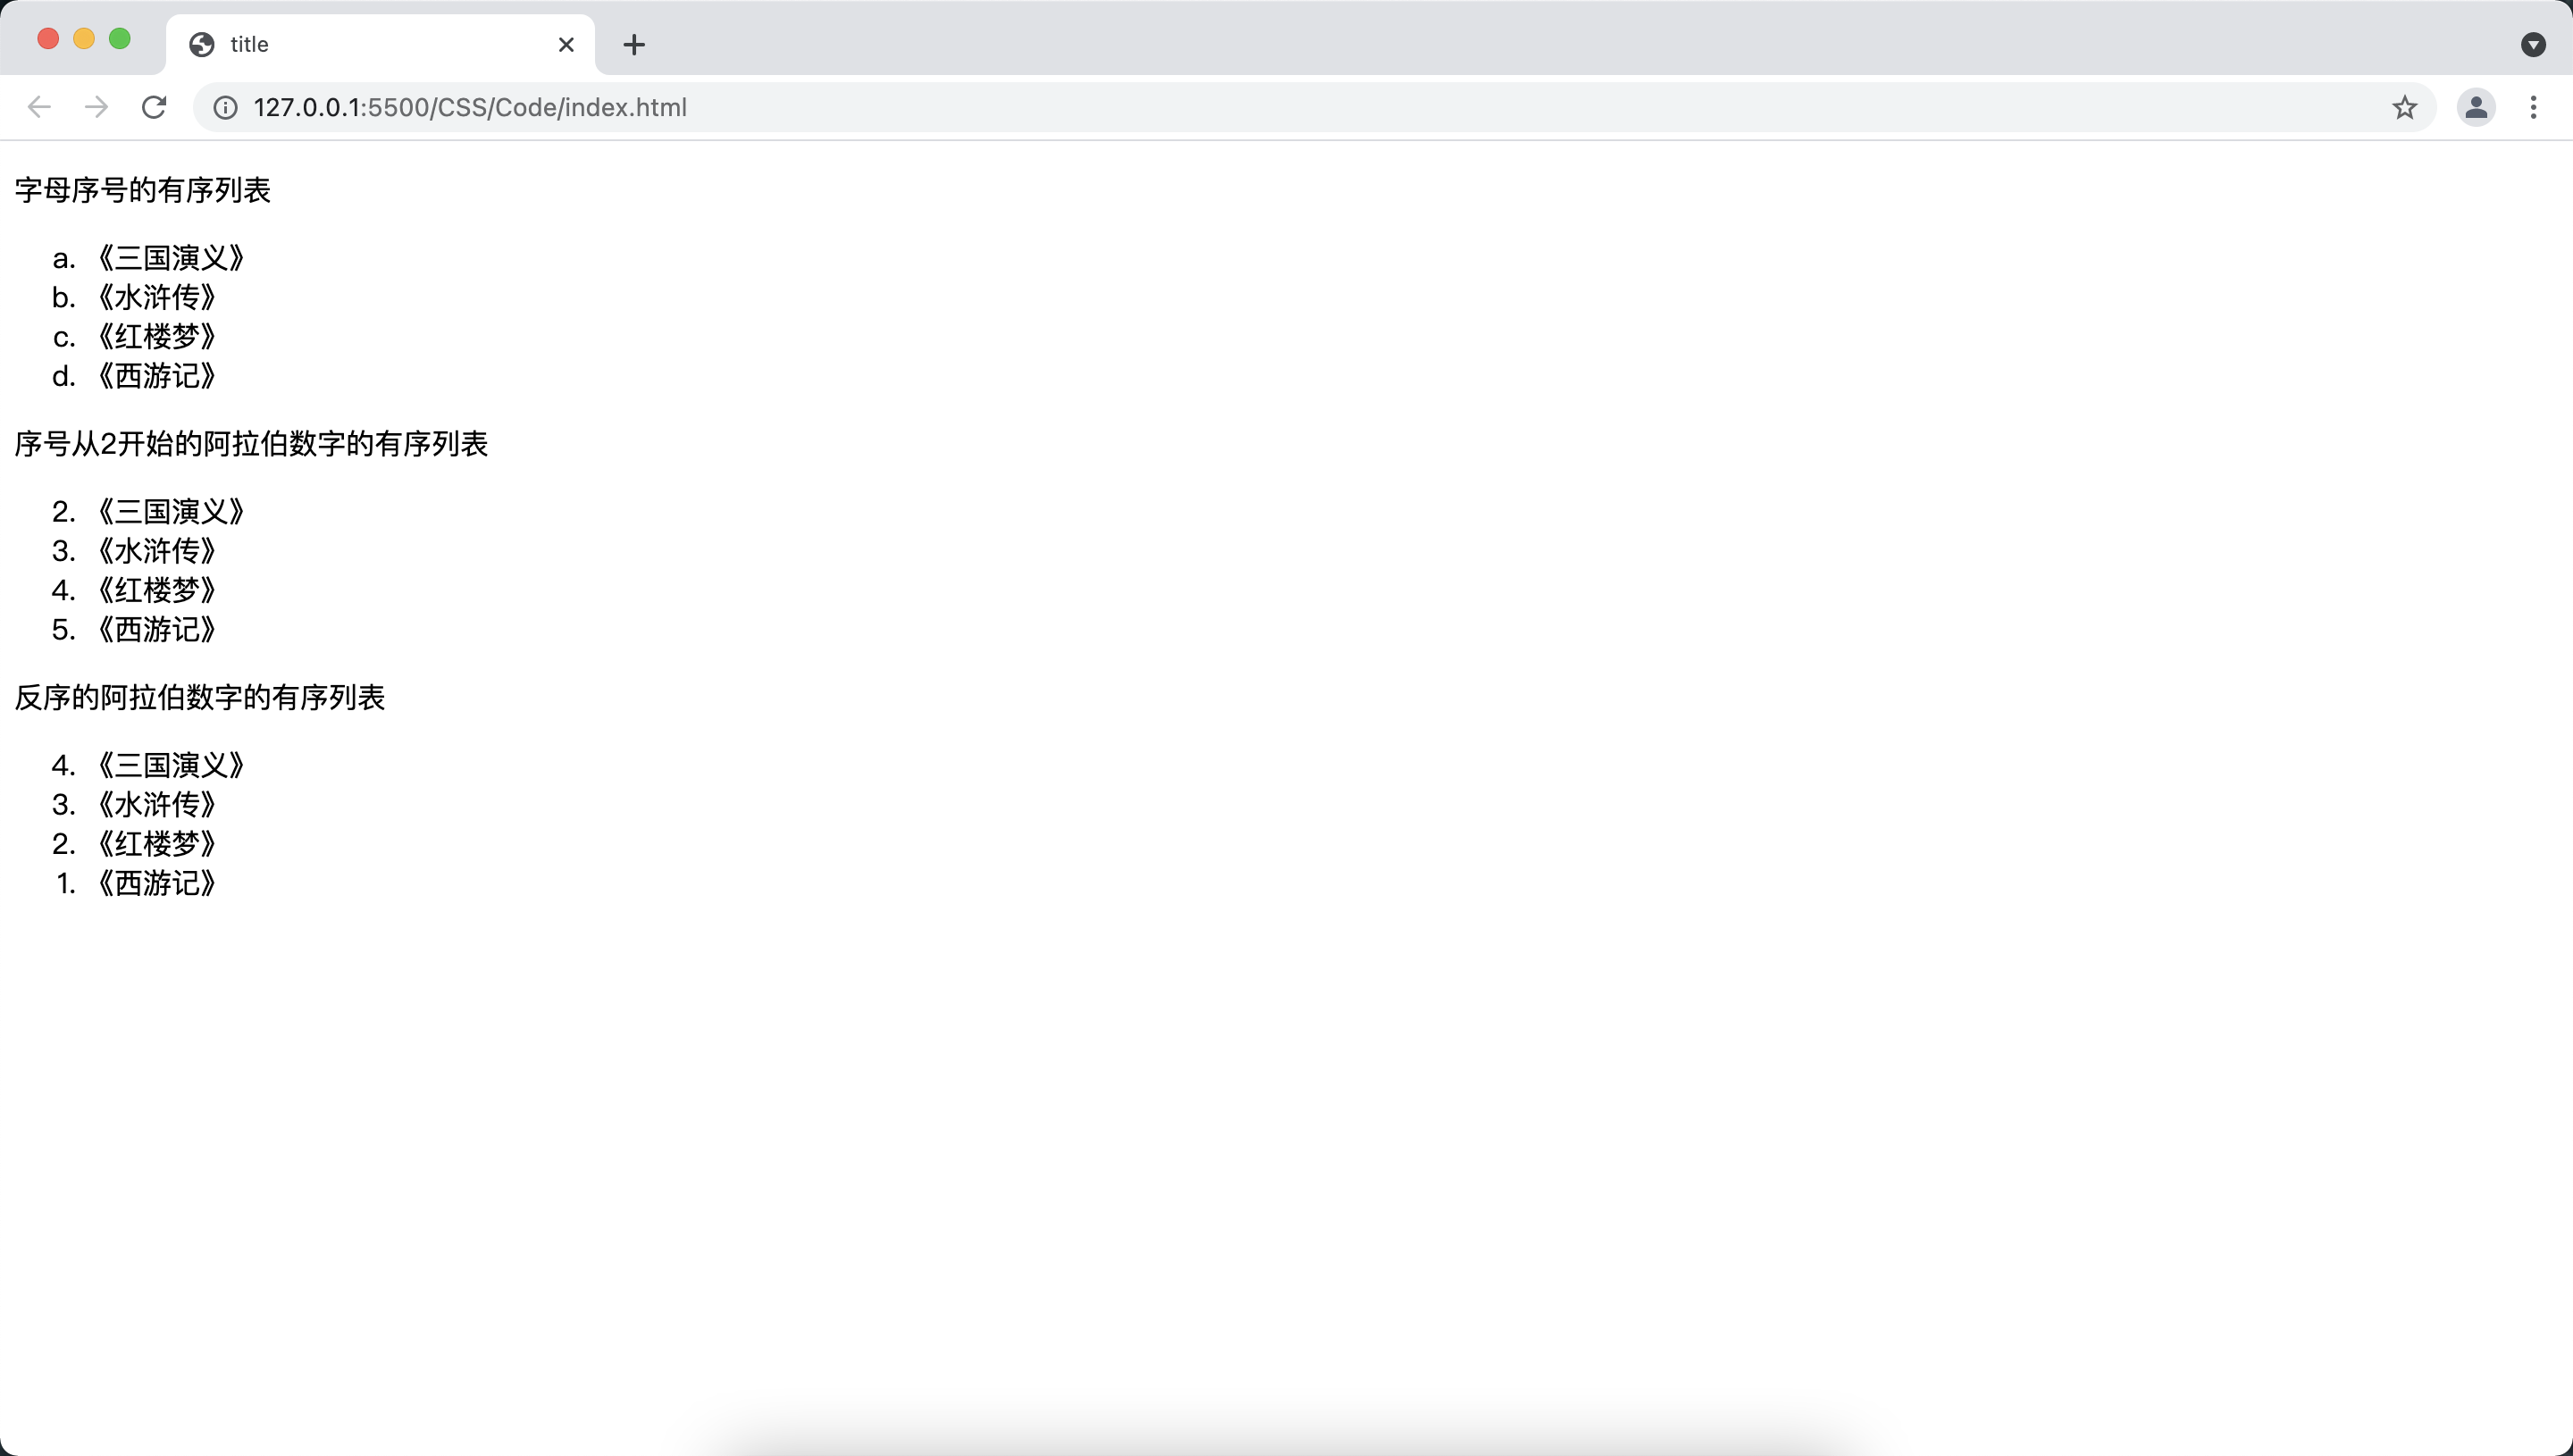 title
127.0.0.1:5500/CSS/Code/index.html
字母序号的有序列表
a. 《三国演义》
b. 《水浒传》
c. 《红楼梦》
d. 《西游记》
序号从2开始的阿拉伯数字的有序列表
2. 《三国演义》
3. 《水浒传》
4. 《红楼梦》
5. 《西游记》
反序的阿拉伯数字的有序列表
4. 《三国演义》
3. 《水浒传》
2. 《红楼梦》
1. 《西游记》